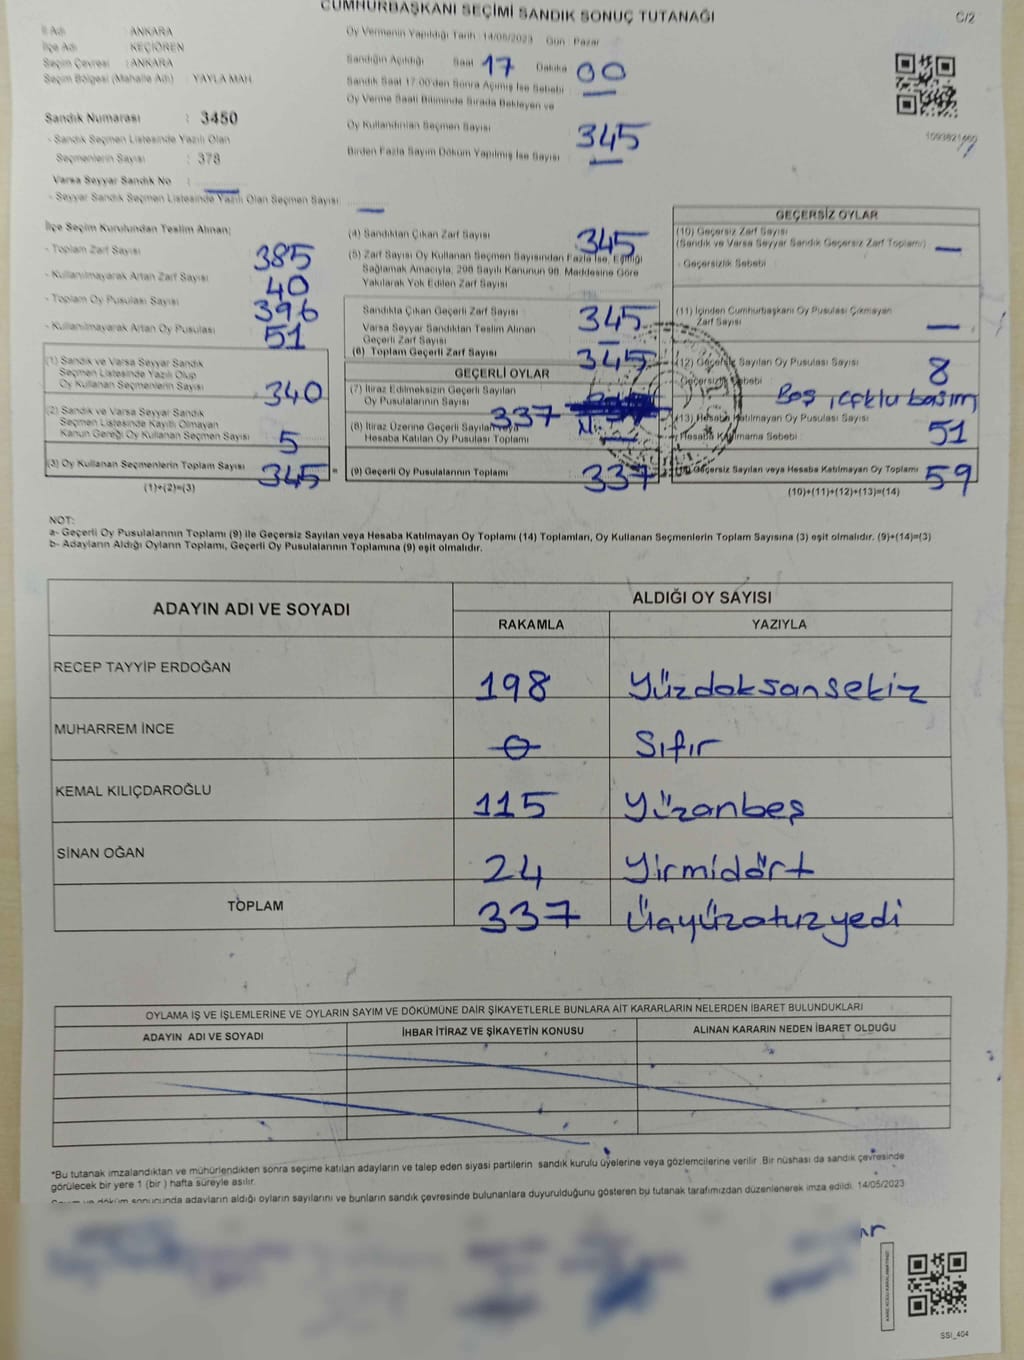 CUMHURBAŞKANI SEÇİMİ SANDIK SONUÇ TUTANAĞI
C/2
İl Adı : ANKARA
İlçe Adı : KEÇİÖREN
Seçim Çevresi : ANKARA
Seçim Bölgesi (Mahalle Adı) : YAYLA MAH
Sandık Numarası : 3450
- Sandık Seçmen Listesinde Yazılı Olan
Seçmenlerin Sayısı : 378
Varsa Seyyar Sandık No : —
- Seyyar Sandık Seçmen Listesinde Yazılı Olan Seçmen Sayısı —
Oy Vermenin Yapıldığı Tarih : 14/05/2023 Gün : Pazar
Sandığın Açıldığı Saat 17 Dakika 00
Sandık Saat 17:00'den Sonra Açılmış İse Sebebi : —
Oy Verme Saati Bitiminde Sırada Bekleyen ve
Oy Kullandırılan Seçmen Sayısı : 345
Birden Fazla Sayım Döküm Yapılmış İse Sayısı : —
İlçe Seçim Kurulundan Teslim Alınan;
- Toplam Zarf Sayısı : 385
- Kullanılmayarak Artan Zarf Sayısı : 40
- Toplam Oy Pusulası Sayısı : 396
- Kullanılmayarak Artan Oy Pusulası : 51
(1) Sandık ve Varsa Seyyar Sandık
Seçmen Listesinde Yazılı Olup
Oy Kullanan Seçmenlerin Sayısı : 340
(2) Sandık ve Varsa Seyyar Sandık
Seçmen Listesinde Kayıtlı Olmayan
Kanun Gereği Oy Kullanan Seçmen Sayısı : 5
(3) Oy Kullanan Seçmenlerin Toplam Sayısı : 345
(1)+(2)=(3)
(4) Sandıktan Çıkan Zarf Sayısı : 345
(5) Zarf Sayısı Oy Kullanan Seçmen Sayısından Fazla İse, Eşitliği
Sağlamak Amacıyla, 298 Sayılı Kanunun 98. Maddesine Göre
Yakılarak Yok Edilen Zarf Sayısı : —
Sandıkta Çıkan Geçerli Zarf Sayısı : 345
Varsa Seyyar Sandıktan Teslim Alınan
Geçerli Zarf Sayısı : —
(6) Toplam Geçerli Zarf Sayısı : 345
GEÇERLİ OYLAR
(7) İtiraz Edilmeksizin Geçerli Sayılan
Oy Pusulalarının Sayısı : 337
(8) İtiraz Üzerine Geçerli Sayılan veya
Hesaba Katılan Oy Pusulası Toplamı : —
(9) Geçerli Oy Pusulalarının Toplamı : 337
GEÇERSİZ OYLAR
(10) Geçersiz Zarf Sayısı
(Sandık ve Varsa Seyyar Sandık Geçersiz Zarf Toplamı) : —
- Geçersizlik Sebebi :
(11) İçinden Cumhurbaşkanı Oy Pusulası Çıkmayan
Zarf Sayısı : —
(12) Geçersiz Sayılan Oy Pusulası Sayısı : 8
- Geçersizlik Sebebi : Boş, çoklu basım
(13) Hesaba Katılmayan Oy Pusulası Sayısı : 51
- Hesaba Katılmama Sebebi :
(14) Geçersiz Sayılan veya Hesaba Katılmayan Oy Toplamı : 59
(10)+(11)+(12)+(13)=(14)
NOT:
a- Geçerli Oy Pusulalarının Toplamı (9) ile Geçersiz Sayılan veya Hesaba Katılmayan Oy Toplamı (14) Toplamları, Oy Kullanan Seçmenlerin Toplam Sayısına (3) eşit olmalıdır. (9)+(14)=(3)
b- Adayların Aldığı Oyların Toplamı, Geçerli Oy Pusulalarının Toplamına (9) eşit olmalıdır.
ADAYIN ADI VE SOYADI
ALDIĞI OY SAYISI
RAKAMLA YAZIYLA
RECEP TAYYİP ERDOĞAN 198 Yüzdoksansekiz
MUHARREM İNCE 0 Sıfır
KEMAL KILIÇDAROĞLU 115 Yüzonbeş
SİNAN OĞAN 24 Yirmidört
TOPLAM 337 Üçyüzotuzyedi
OYLAMA İŞ VE İŞLEMLERİNE VE OYLARIN SAYIM VE DÖKÜMÜNE DAİR ŞİKAYETLERLE BUNLARA AİT KARARLARIN NELERDEN İBARET BULUNDUKLARI
ADAYIN ADI VE SOYADI İHBAR İTİRAZ VE ŞİKAYETİN KONUSU ALINAN KARARIN NEDEN İBARET OLDUĞU
*Bu tutanak imzalandıktan ve mühürlendikten sonra seçime katılan adayların ve talep eden siyasi partilerin sandık kurulu üyelerine veya gözlemcilerine verilir. Bir nüshası da sandık çevresinde
görülecek bir yere 1 (bir) hafta süreyle asılır.
Sayım ve döküm sonucunda adayların aldığı oyların sayılarını ve bunların sandık çevresinde bulunanlara duyurulduğunu gösteren bu tutanak tarafımızdan düzenlenerek imza edildi. 14/05/2023
SSI_404